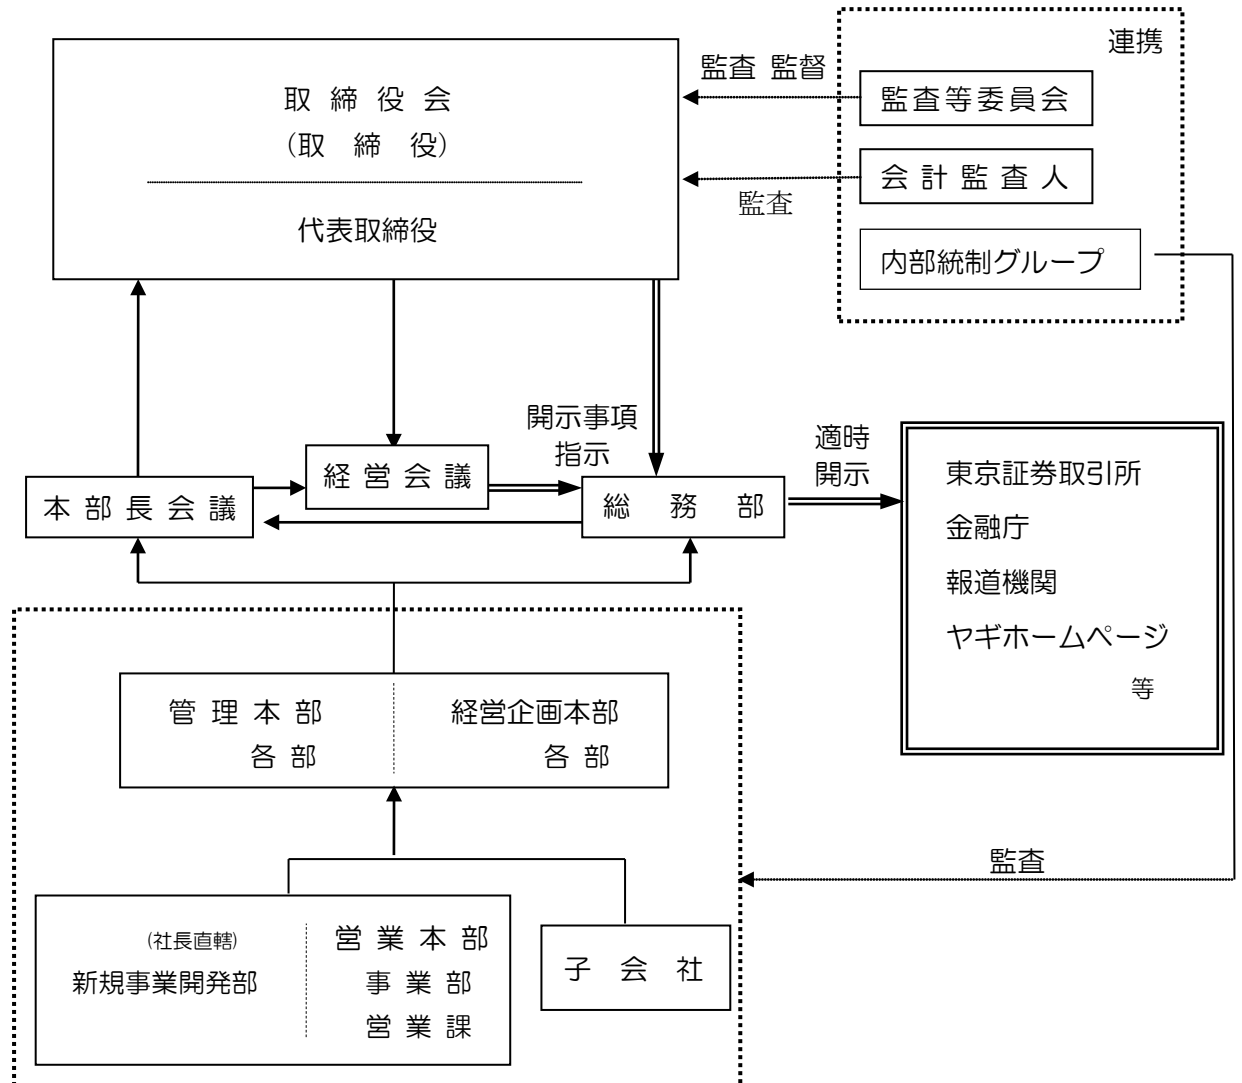 連携
監査 監督
監査等委員会
取 締 役 会
(取 締 役)
会 計 監 査 人
監査
代表取締役
内部統制グループ
開示事項
指示
適時
開示
経 営 会 議
本 部 長 会 議
総 務 部
東京証券取引所
金融庁
報道機関
ヤギホームページ
等
管 理 本 部
各 部
経営企画本部
各 部
監査
(社長直轄)
新規事業開発部
営 業 本 部
事 業 部
営 業 課
子 会 社